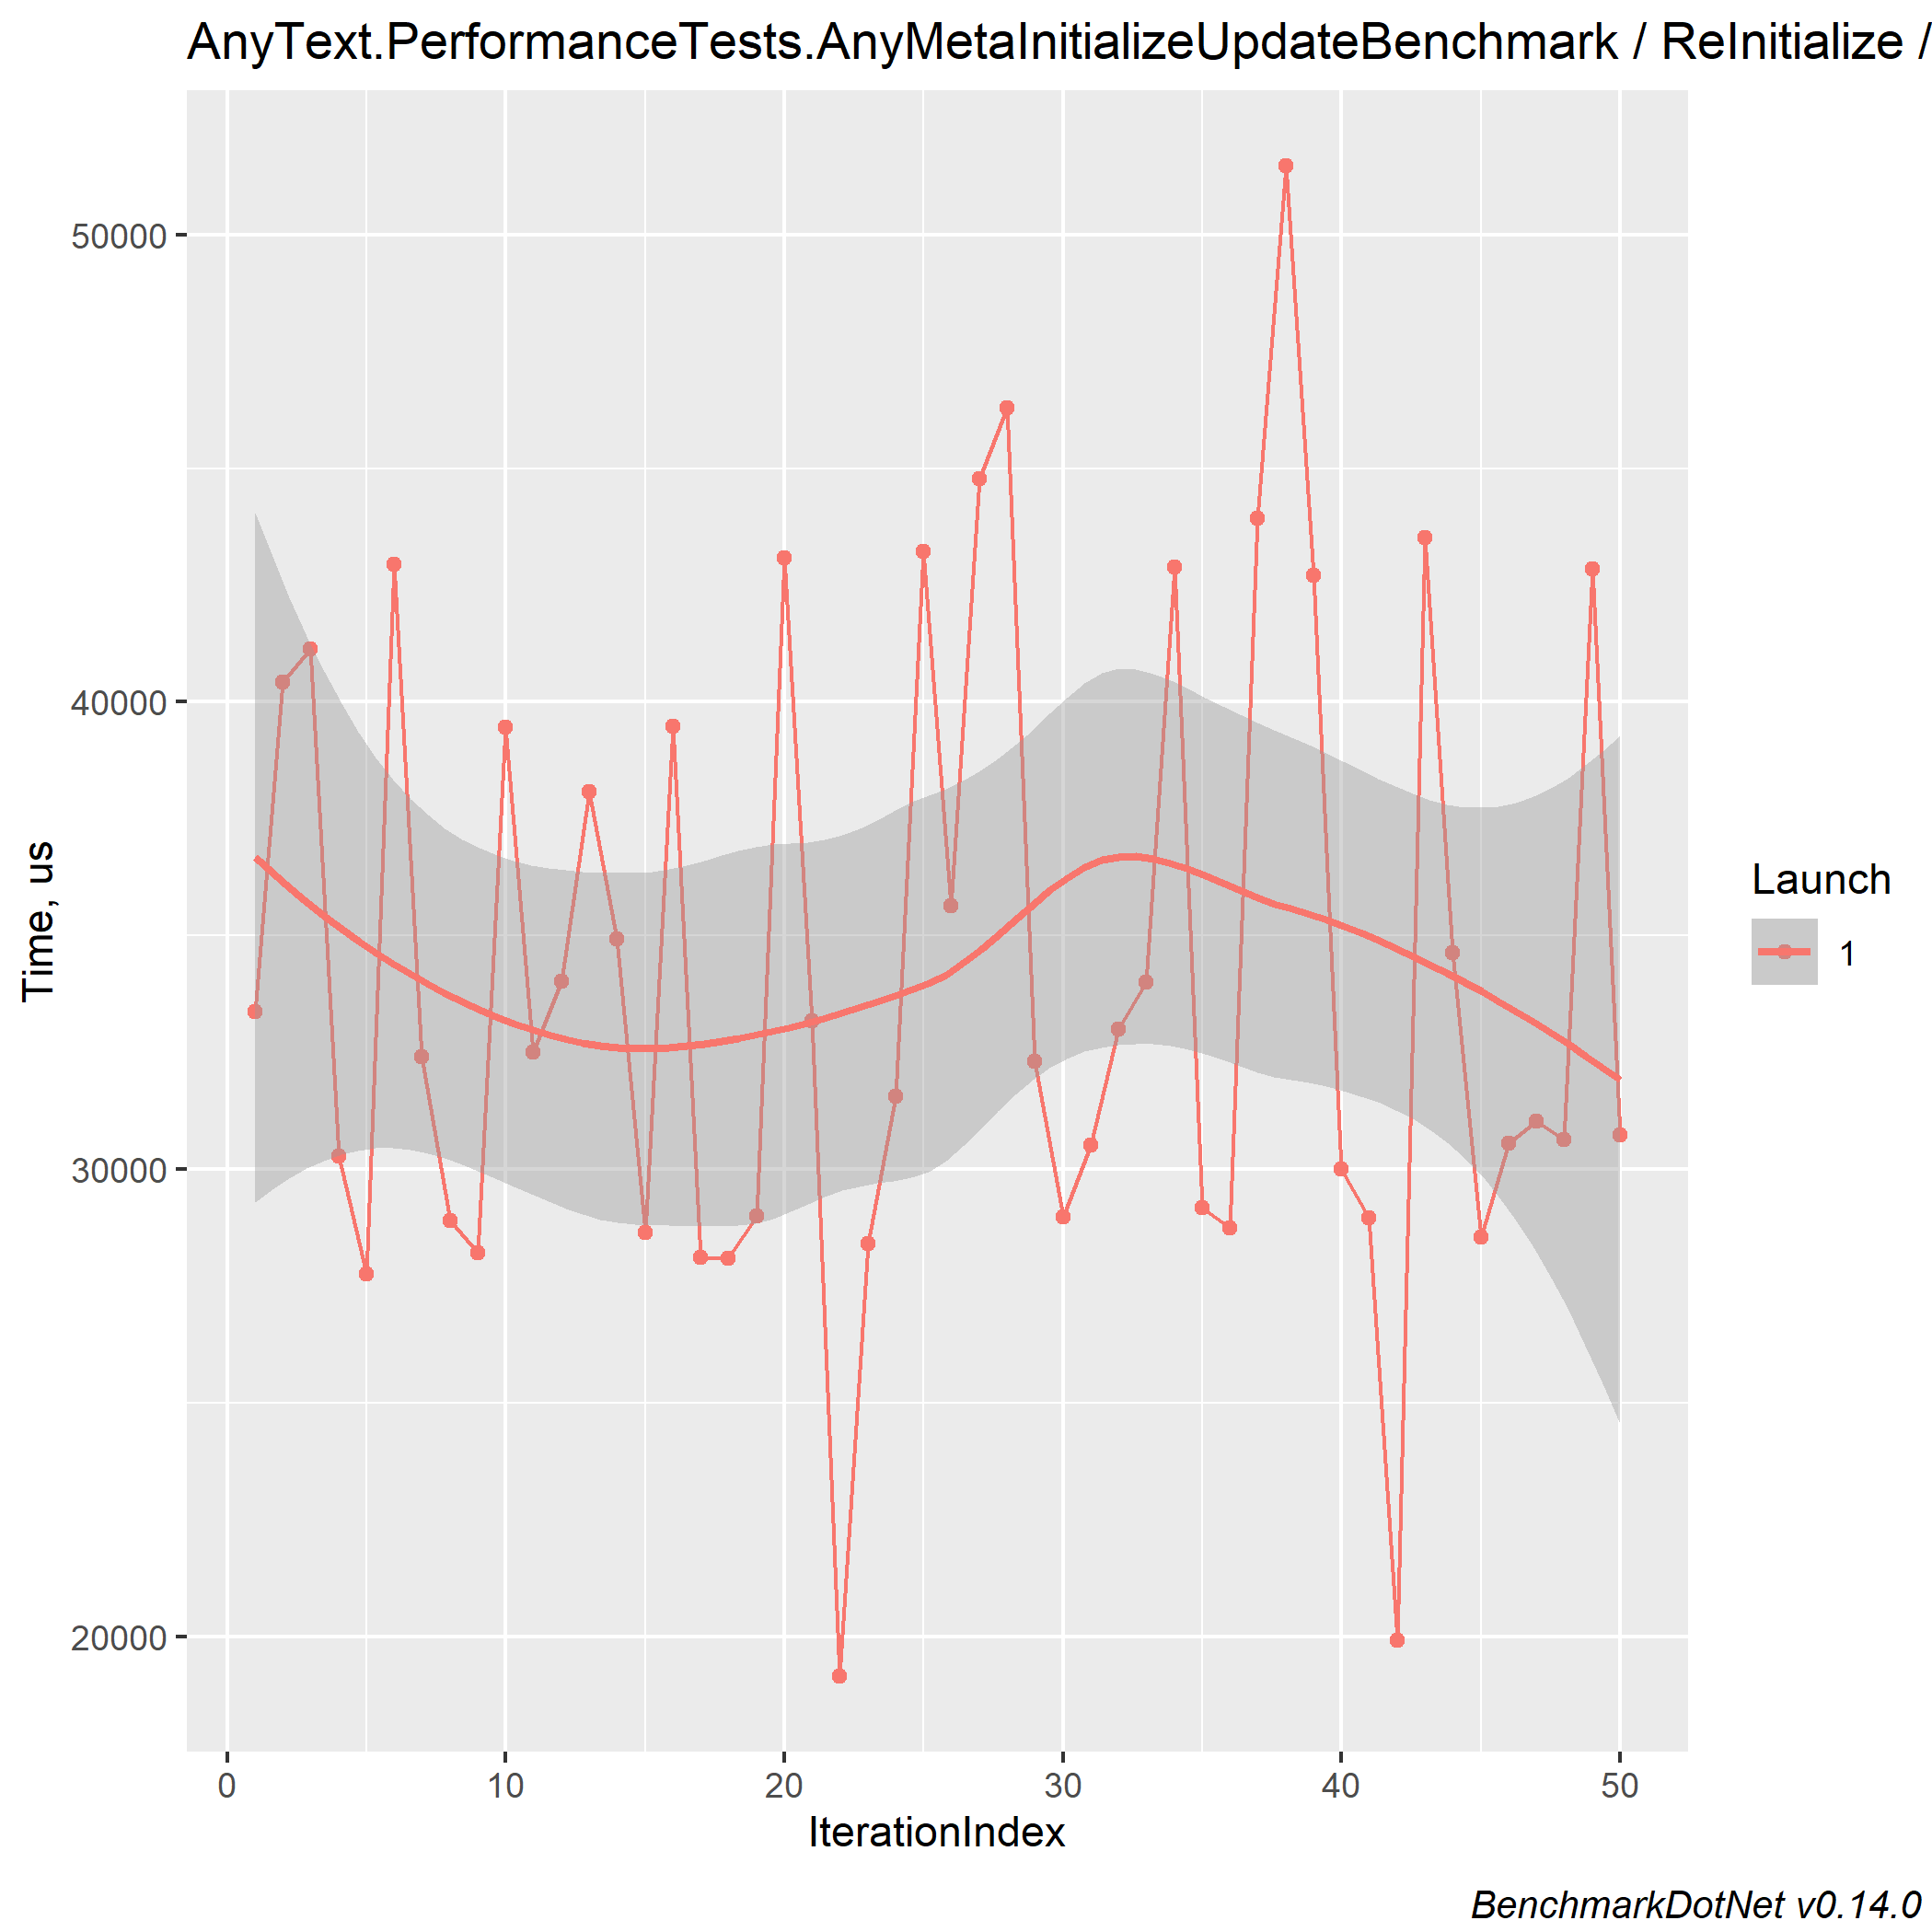 AnyText.PerformanceTests.AnyMetaInitializeUpdateBenchmark / ReInitialize /
50000
40000
30000
20000
Time, us
0 10 20 30 40 50
IterationIndex
Launch
1
BenchmarkDotNet v0.14.0